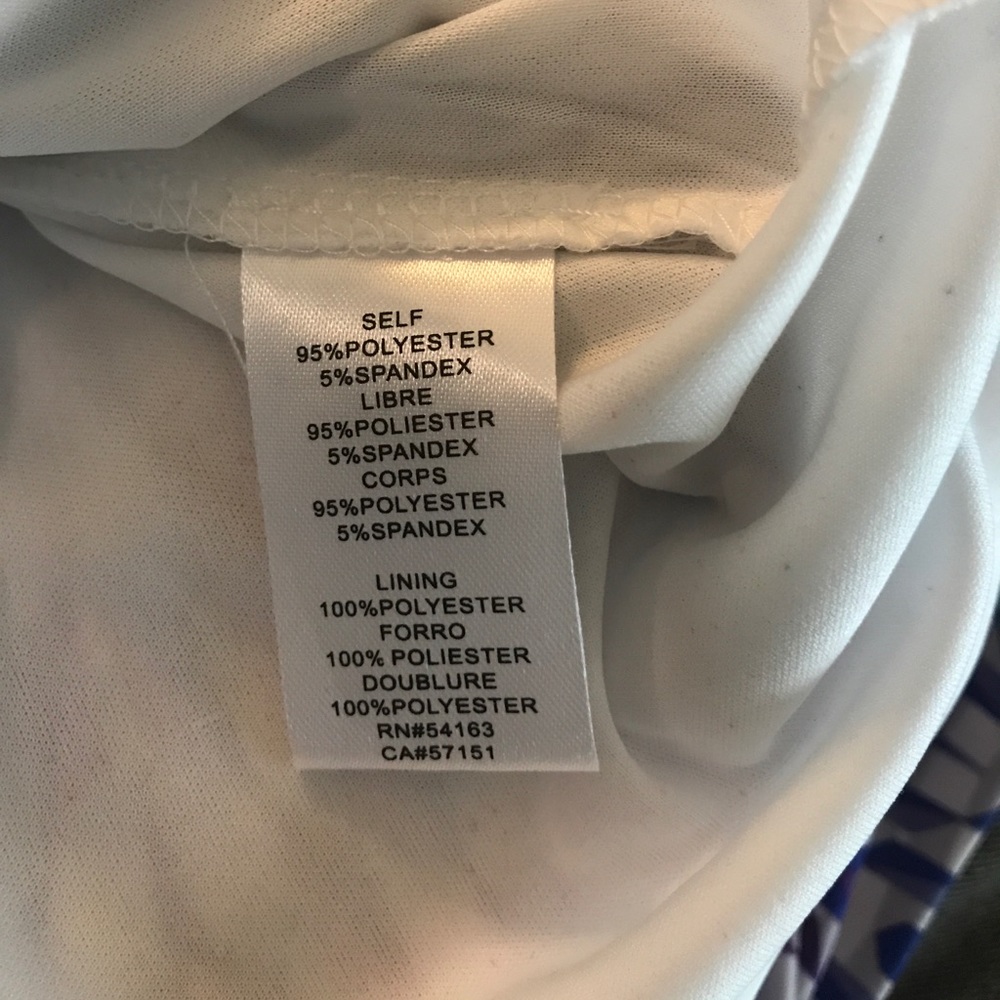 SELF
95%POLYESTER
5%SPANDEX
LIBRE
95%POLIESTER
5%SPANDEX
CORPS
95%POLYESTER
5%SPANDEX
LINING
100%POLYESTER
FORRO
100% POLIESTER
DOUBLURE
100%POLYESTER
RN#54163
CA#57151